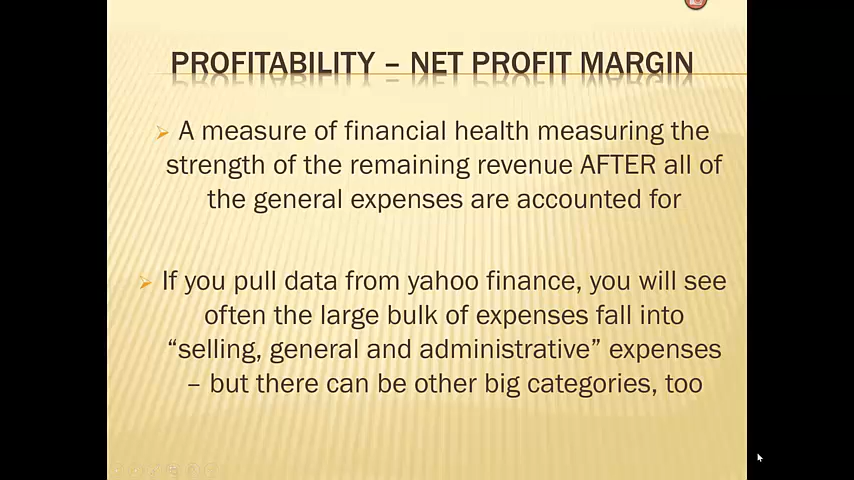 PROFITABILITY – NET PROFIT MARGIN
A measure of financial health measuring the
strength of the remaining revenue AFTER all of
the general expenses are accounted for
If you pull data from yahoo finance, you will see
often the large bulk of expenses fall into
“selling, general and administrative” expenses
– but there can be other big categories, too